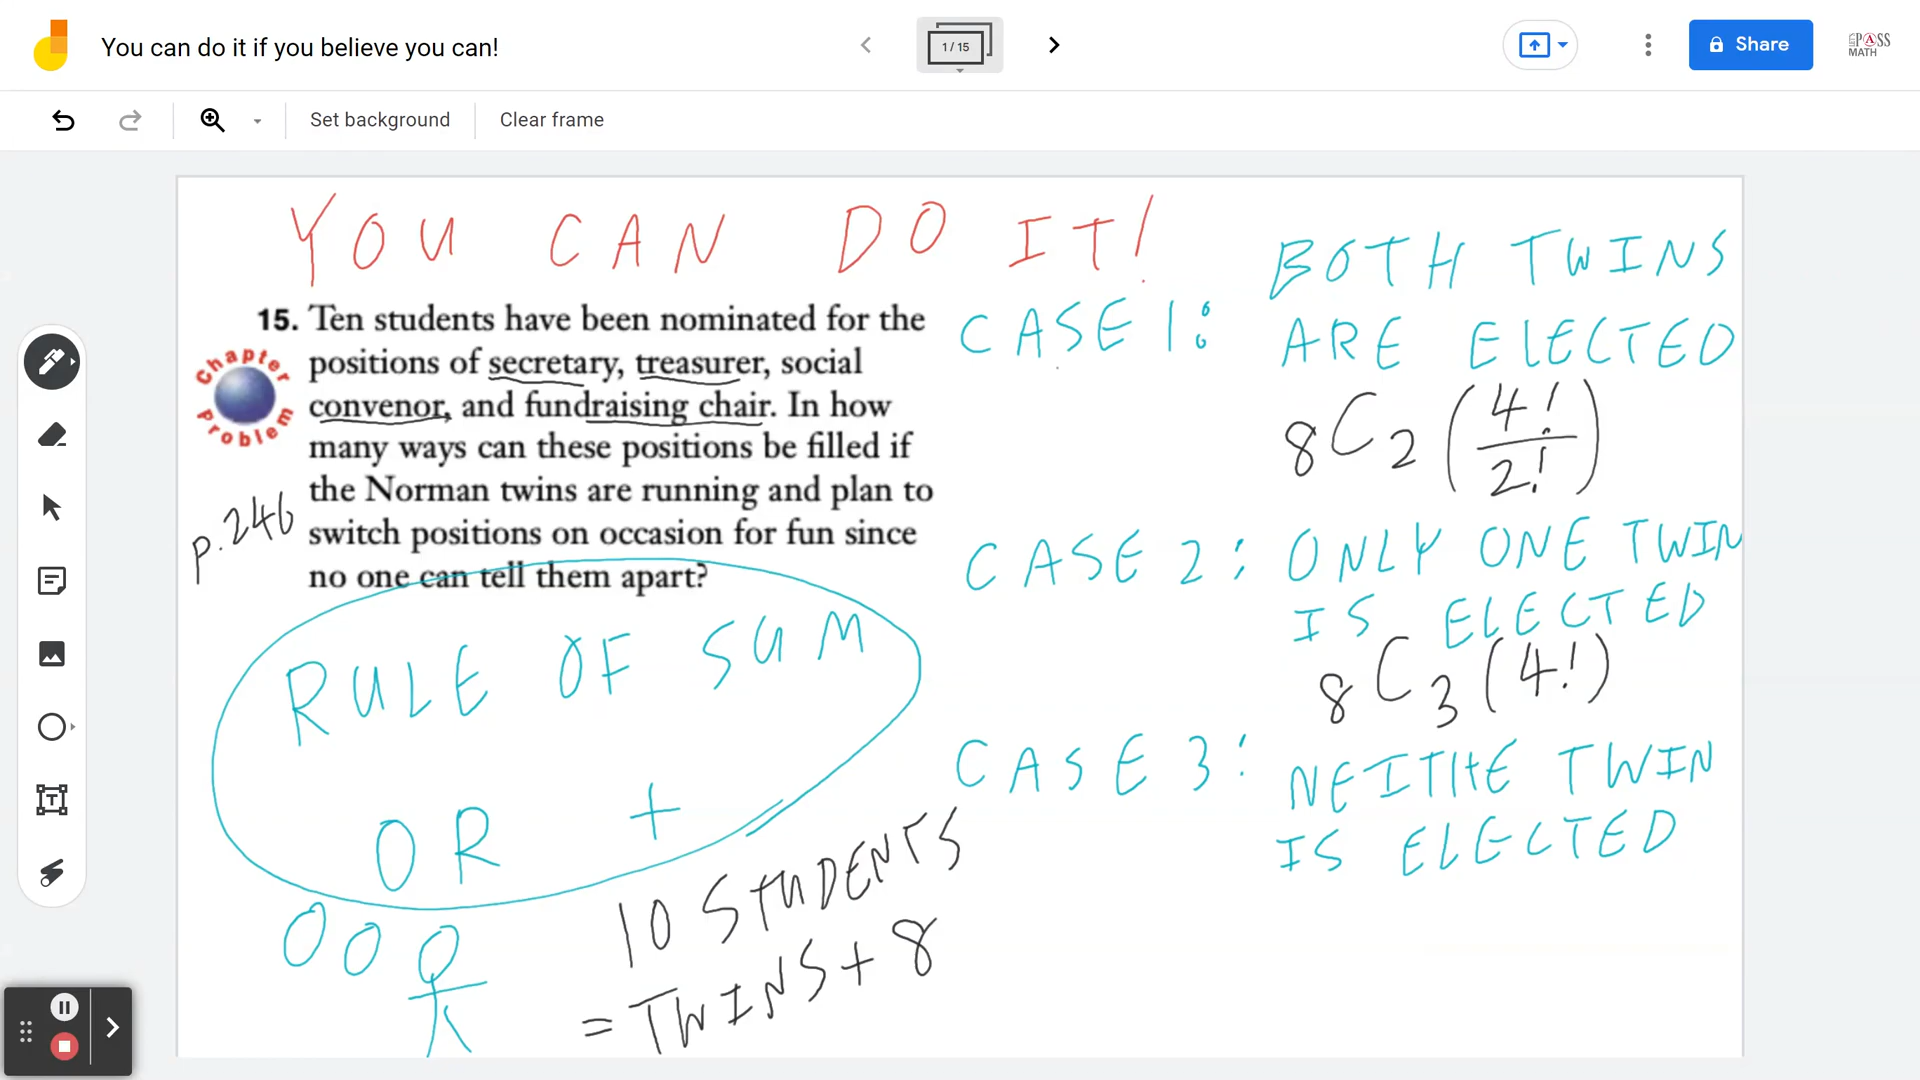 You can do it if you believe you can!
1 / 15
Share
LET'S PASS
MATH
Set background
Clear frame
YOU CAN DO IT!
15. Ten students have been nominated for the
positions of secretary, treasurer, social
convenor, and fundraising chair. In how
many ways can these positions be filled if
the Norman twins are running and plan to
switch positions on occasion for fun since
no one can tell them apart?
Chapter
Problem
p.246
RULE OF SUM
OR +
10 STUDENTS
= TWINS + 8
CASE 1: BOTH TWINS
ARE ELECTED
8C2 (4!/2!)
CASE 2: ONLY ONE TWIN
IS ELECTED
8C3 (4!)
CASE 3: NEITHE TWIN
IS ELECTED